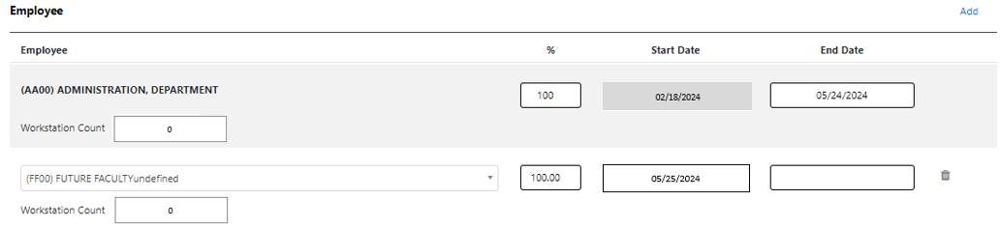 Employee Add
Employee % Start Date End Date
(AA00) ADMINISTRATION, DEPARTMENT 100 02/18/2024 05/24/2024
Workstation Count 0
(FF00) FUTURE FACULTYundefined 100.00 05/25/2024
Workstation Count 0